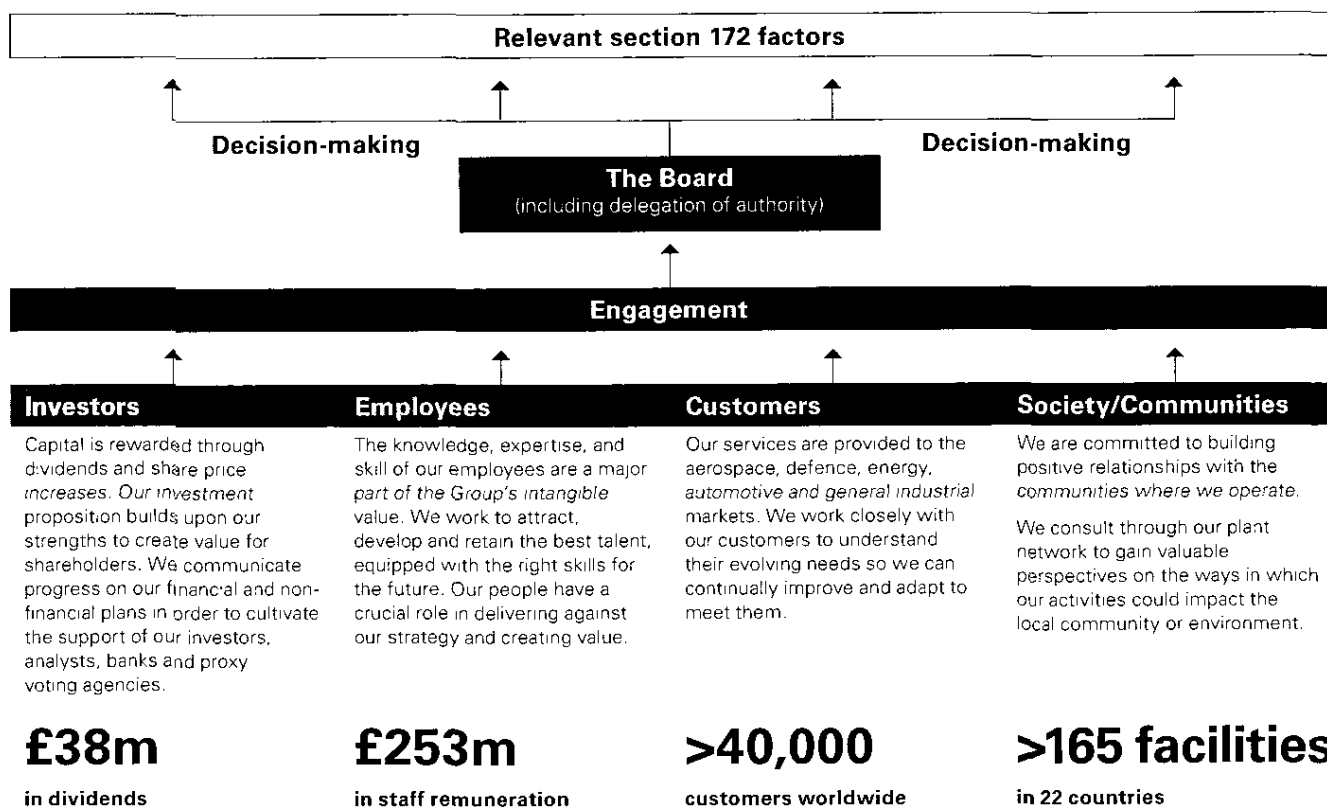 Relevant section 172 factors
Decision-making
Decision-making
The Board
(including delegation of authority)
Engagement
Investors
Capital is rewarded through
dividends and share price
increases. Our investment
proposition builds upon our
strengths to create value for
shareholders. We communicate
progress on our financial and non-
financial plans in order to cultivate
the support of our investors,
analysts, banks and proxy
voting agencies.
£38m
in dividends
Employees
The knowledge, expertise, and
skill of our employees are a major
part of the Group's intangible
value. We work to attract,
develop and retain the best talent,
equipped with the right skills for
the future. Our people have a
crucial role in delivering against
our strategy and creating value.
£253m
in staff remuneration
Customers
Our services are provided to the
aerospace, defence, energy,
automotive and general industrial
markets. We work closely with
our customers to understand
their evolving needs so we can
continually improve and adapt to
meet them.
>40,000
customers worldwide
Society/Communities
We are committed to building
positive relationships with the
communities where we operate.
We consult through our plant
network to gain valuable
perspectives on the ways in which
our activities could impact the
local community or environment.
>165 facilities
in 22 countries